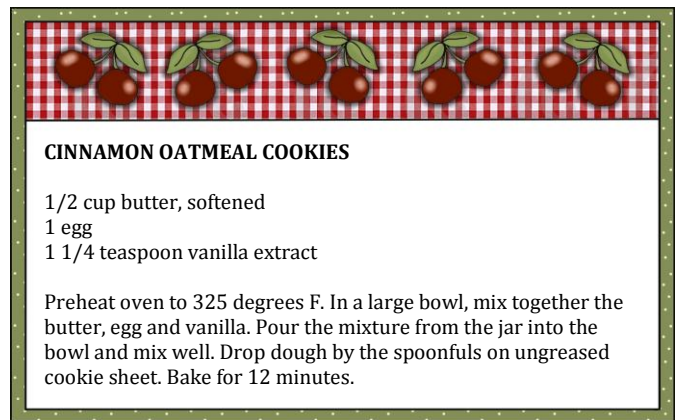 CINNAMON OATMEAL COOKIES
1/2 cup butter, softened
1 egg
1 1/4 teaspoon vanilla extract
Preheat oven to 325 degrees F. In a large bowl, mix together the
butter, egg and vanilla. Pour the mixture from the jar into the
bowl and mix well. Drop dough by the spoonfuls on ungreased
cookie sheet. Bake for 12 minutes.